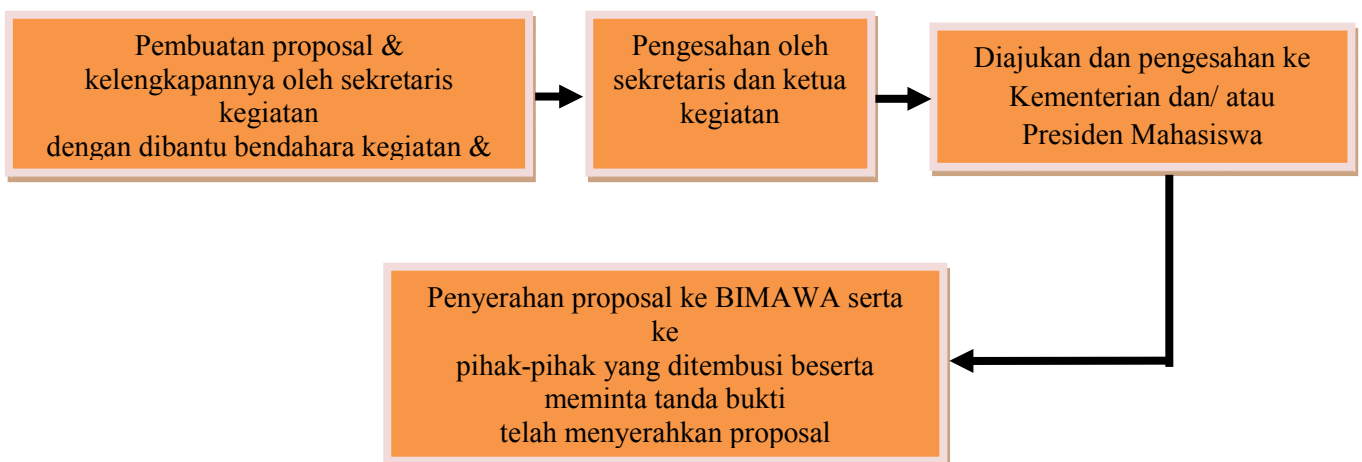 Pembuatan proposal &
kelengkapannya oleh sekretaris
kegiatan
dengan dibantu bendahara kegiatan &
Pengesahan oleh
sekretaris dan ketua
kegiatan
Diajukan dan pengesahan ke
Kementerian dan/ atau
Presiden Mahasiswa
Penyerahan proposal ke BIMAWA serta
ke
pihak-pihak yang ditembusi beserta
meminta tanda bukti
telah menyerahkan proposal